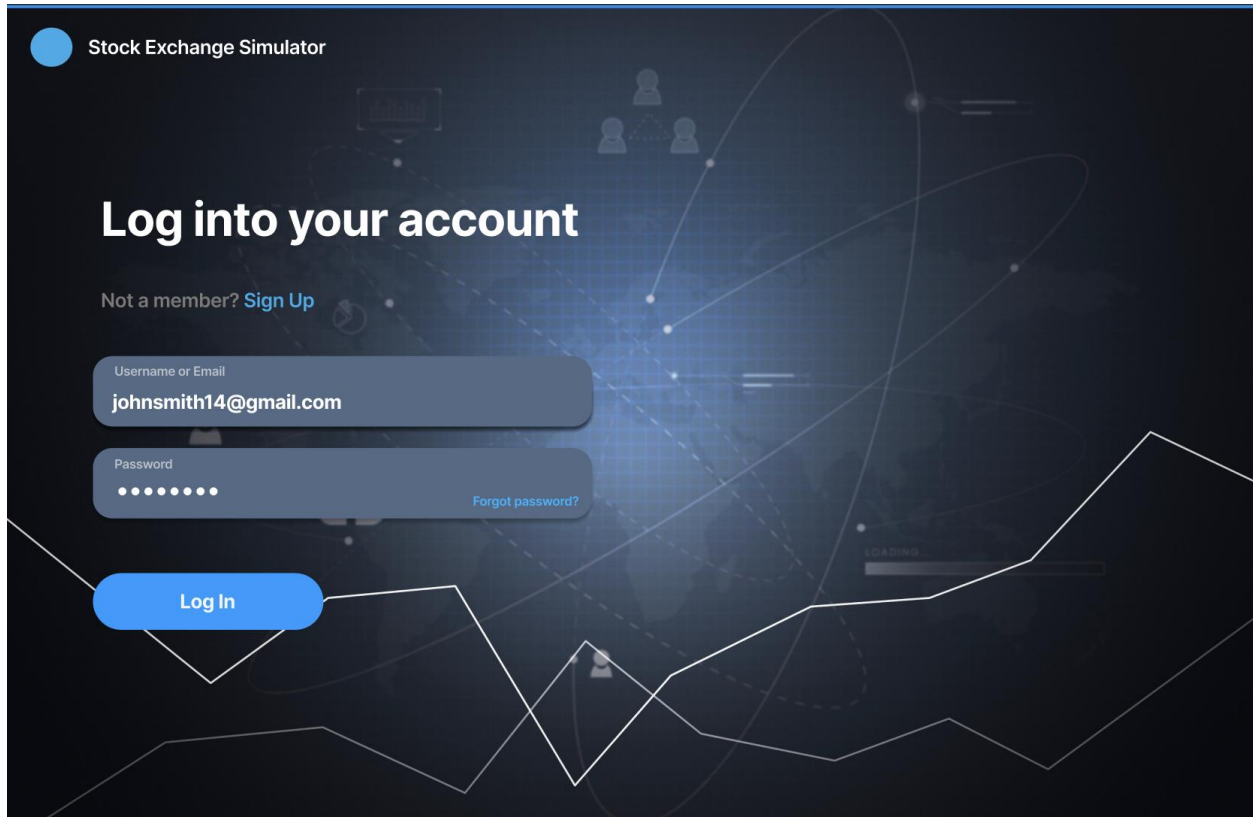 Stock Exchange Simulator
Log into your account
Not a member? Sign Up
Username or Email
johnsmith14@gmail.com
Password
Forgot password?
LOADING...
Log In